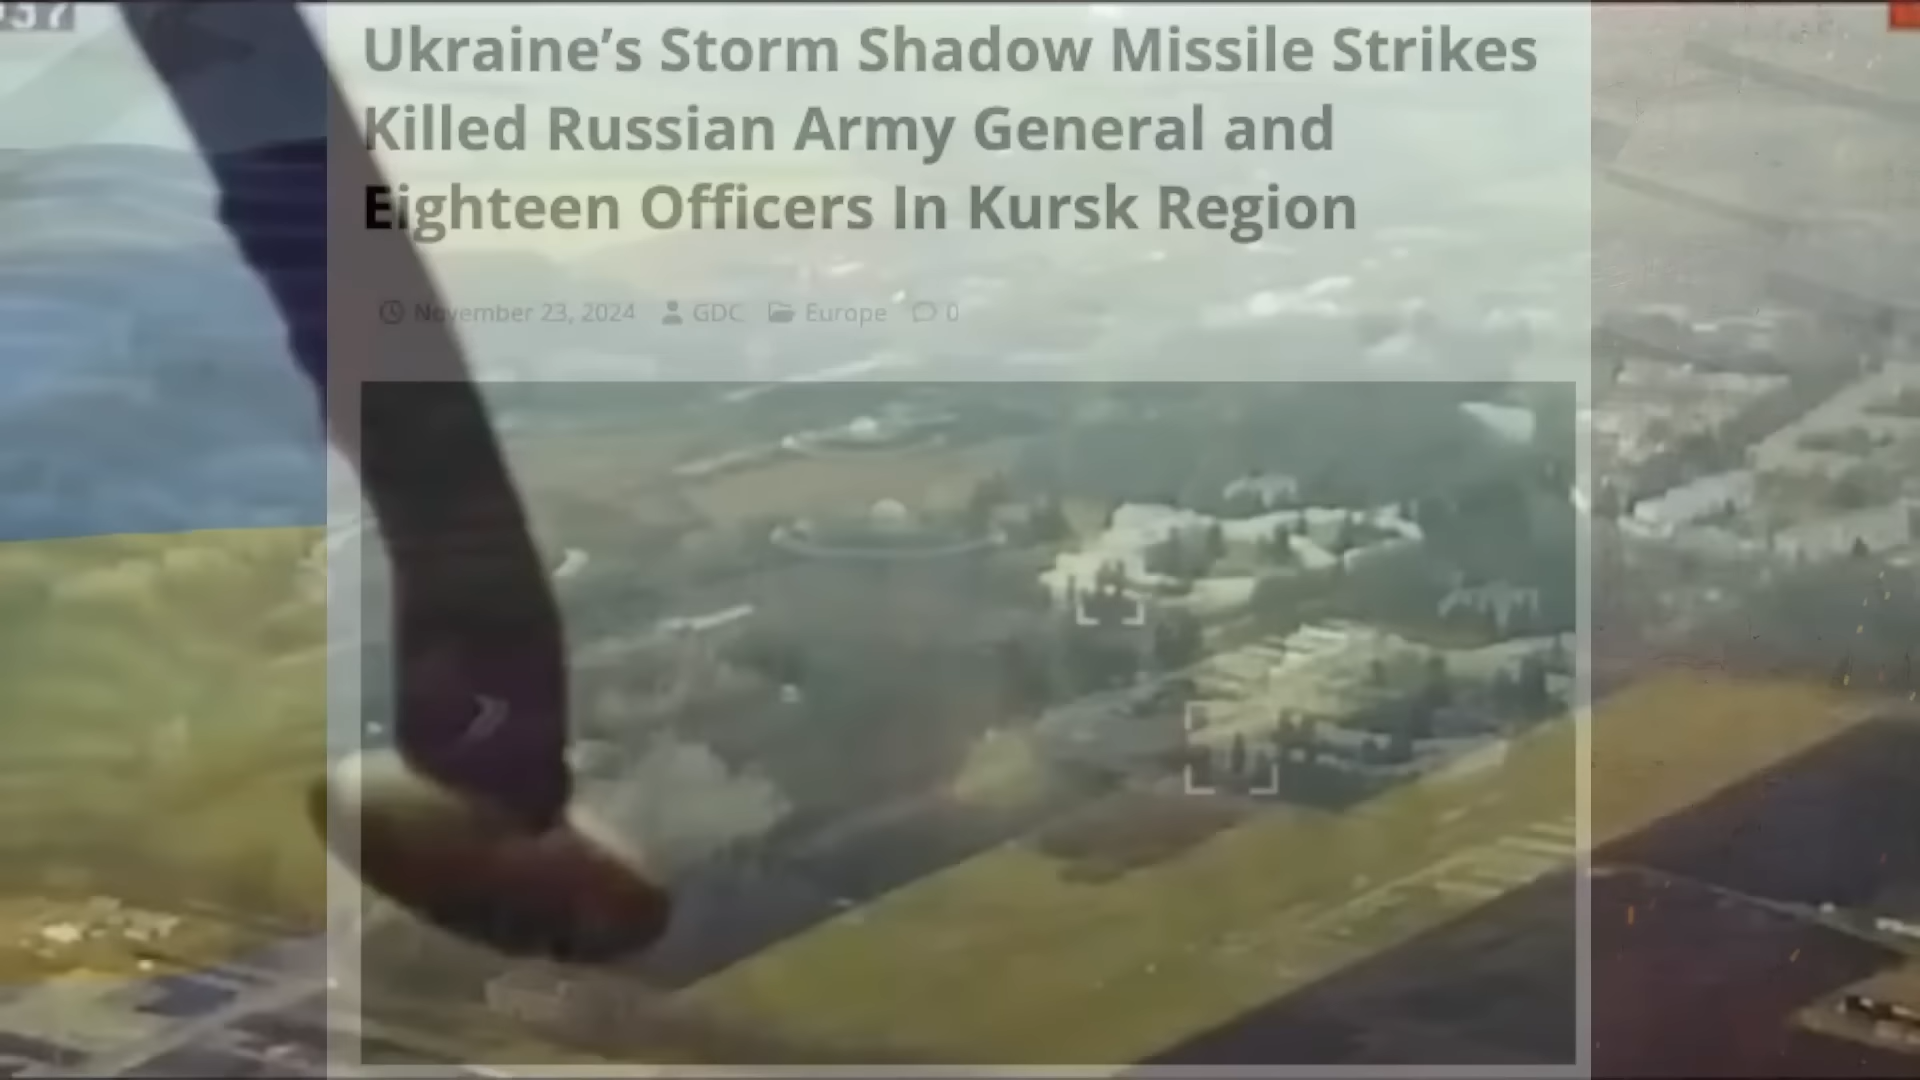 Ukraine’s Storm Shadow Missile Strikes
Killed Russian Army General and
Eighteen Officers In Kursk Region
November 23, 2024 GDC Europe 0